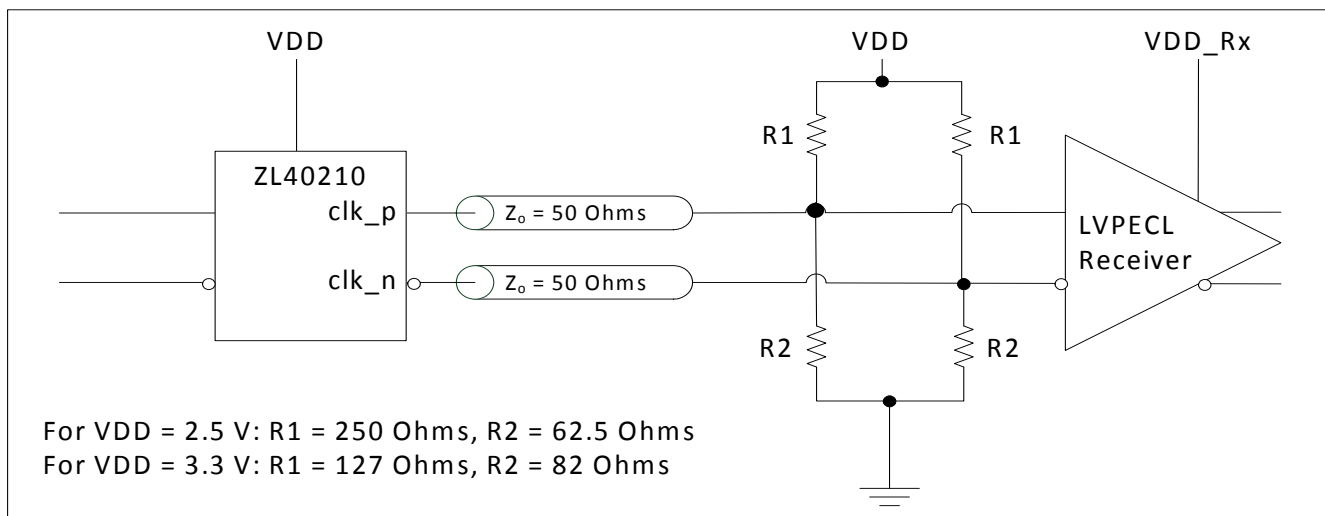 VDD
VDD
VDD_Rx
R1
R1
ZL40210
clk_p
Zo = 50 Ohms
LVPECL
Receiver
clk_n
Zo = 50 Ohms
R2
R2
For VDD = 2.5 V: R1 = 250 Ohms, R2 = 62.5 Ohms
For VDD = 3.3 V: R1 = 127 Ohms, R2 = 82 Ohms